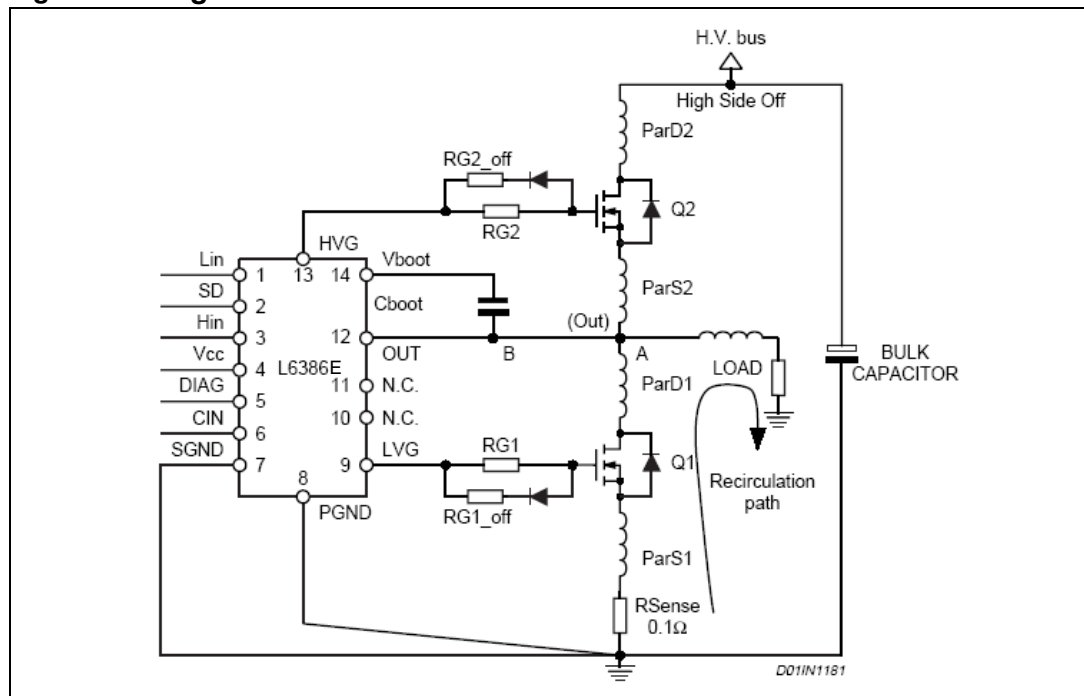 H.V. bus
High Side Off
ParD2
RG2_off
Q2
RG2
HVG
Lin
Vboot
1
13
14
ParS2
SD
Cboot
2
(Out)
Hin
3
12
OUT
B
A
Vcc
4
L6386E
11
N.C.
LOAD
BULK
CAPACITOR
DIAG
5
ParD1
10
N.C.
CIN
6
LVG
RG1
SGND
7
9
Q1
Recirculation
path
8
RG1_off
PGND
ParS1
RSense
0.1Ω
D01IN1181